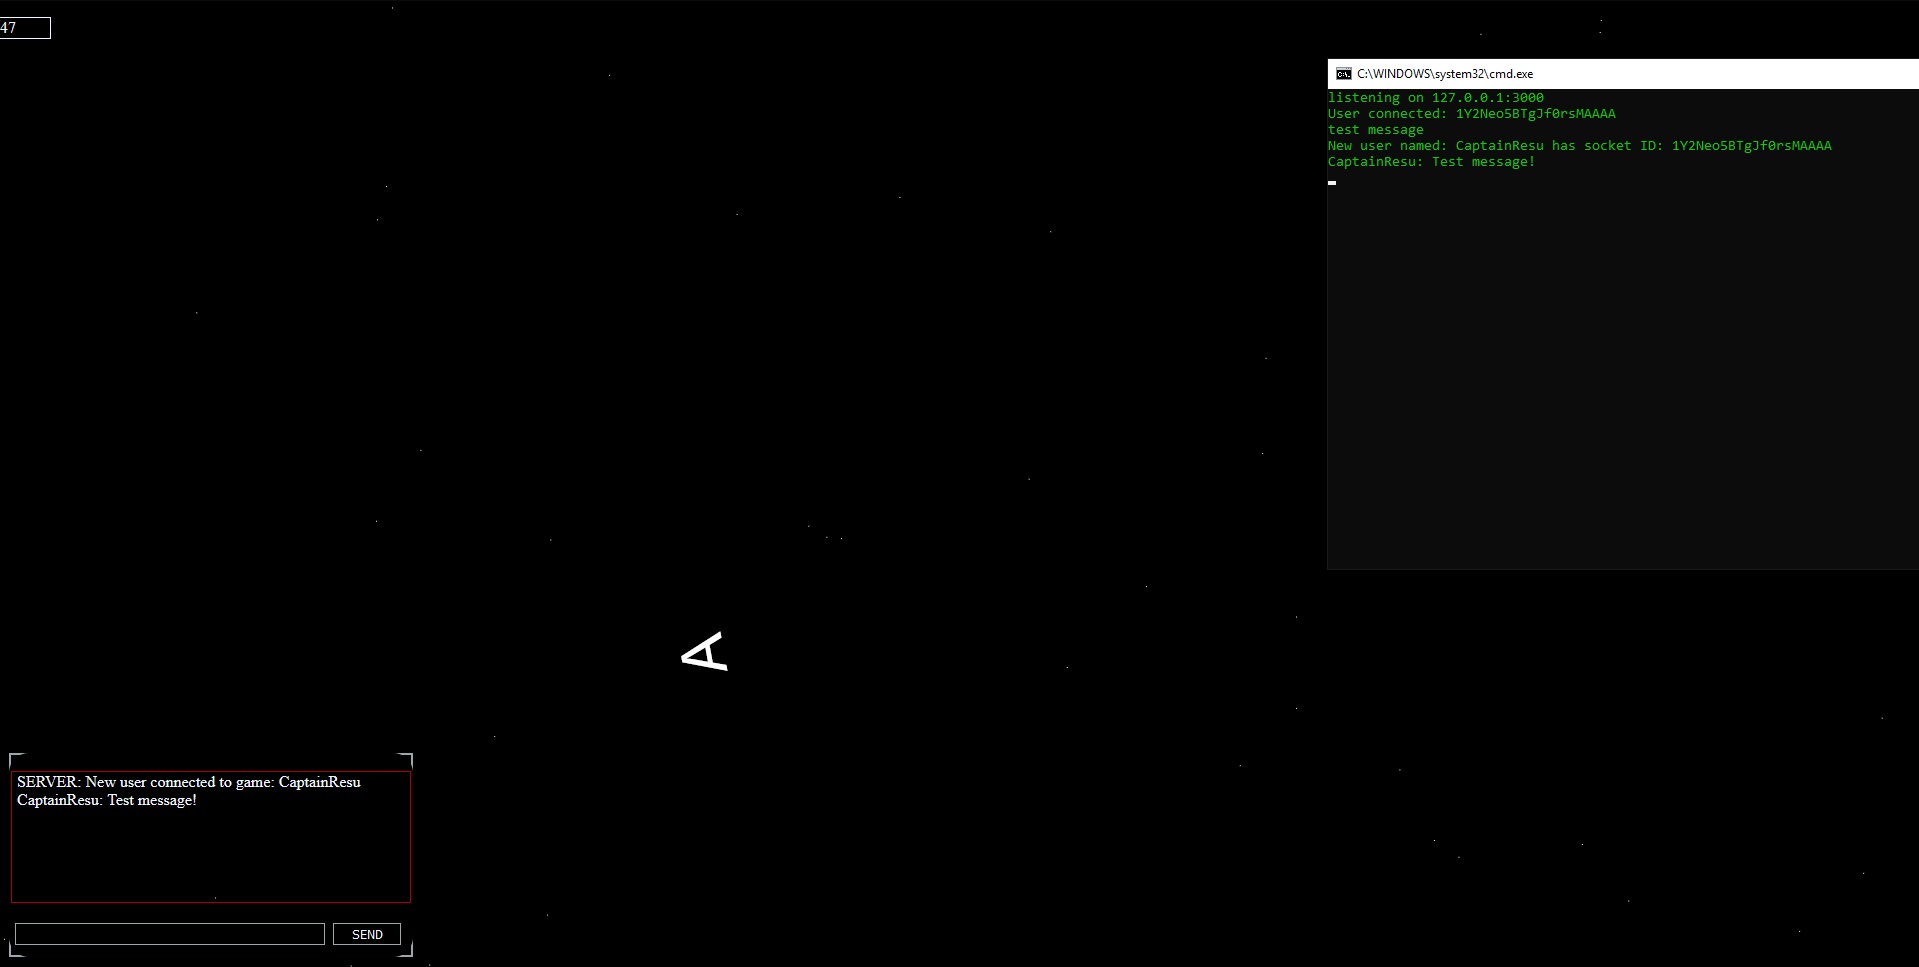 47
C:\WINDOWS\system32\cmd.exe
listening on 127.0.0.1:3000
User connected: 1Y2Neo5BTgJf0rsMAAAA
test message
New user named: CaptainResu has socket ID: 1Y2Neo5BTgJf0rsMAAAA
CaptainResu: Test message!
A
SERVER: New user connected to game: CaptainResu
CaptainResu: Test message!
SEND